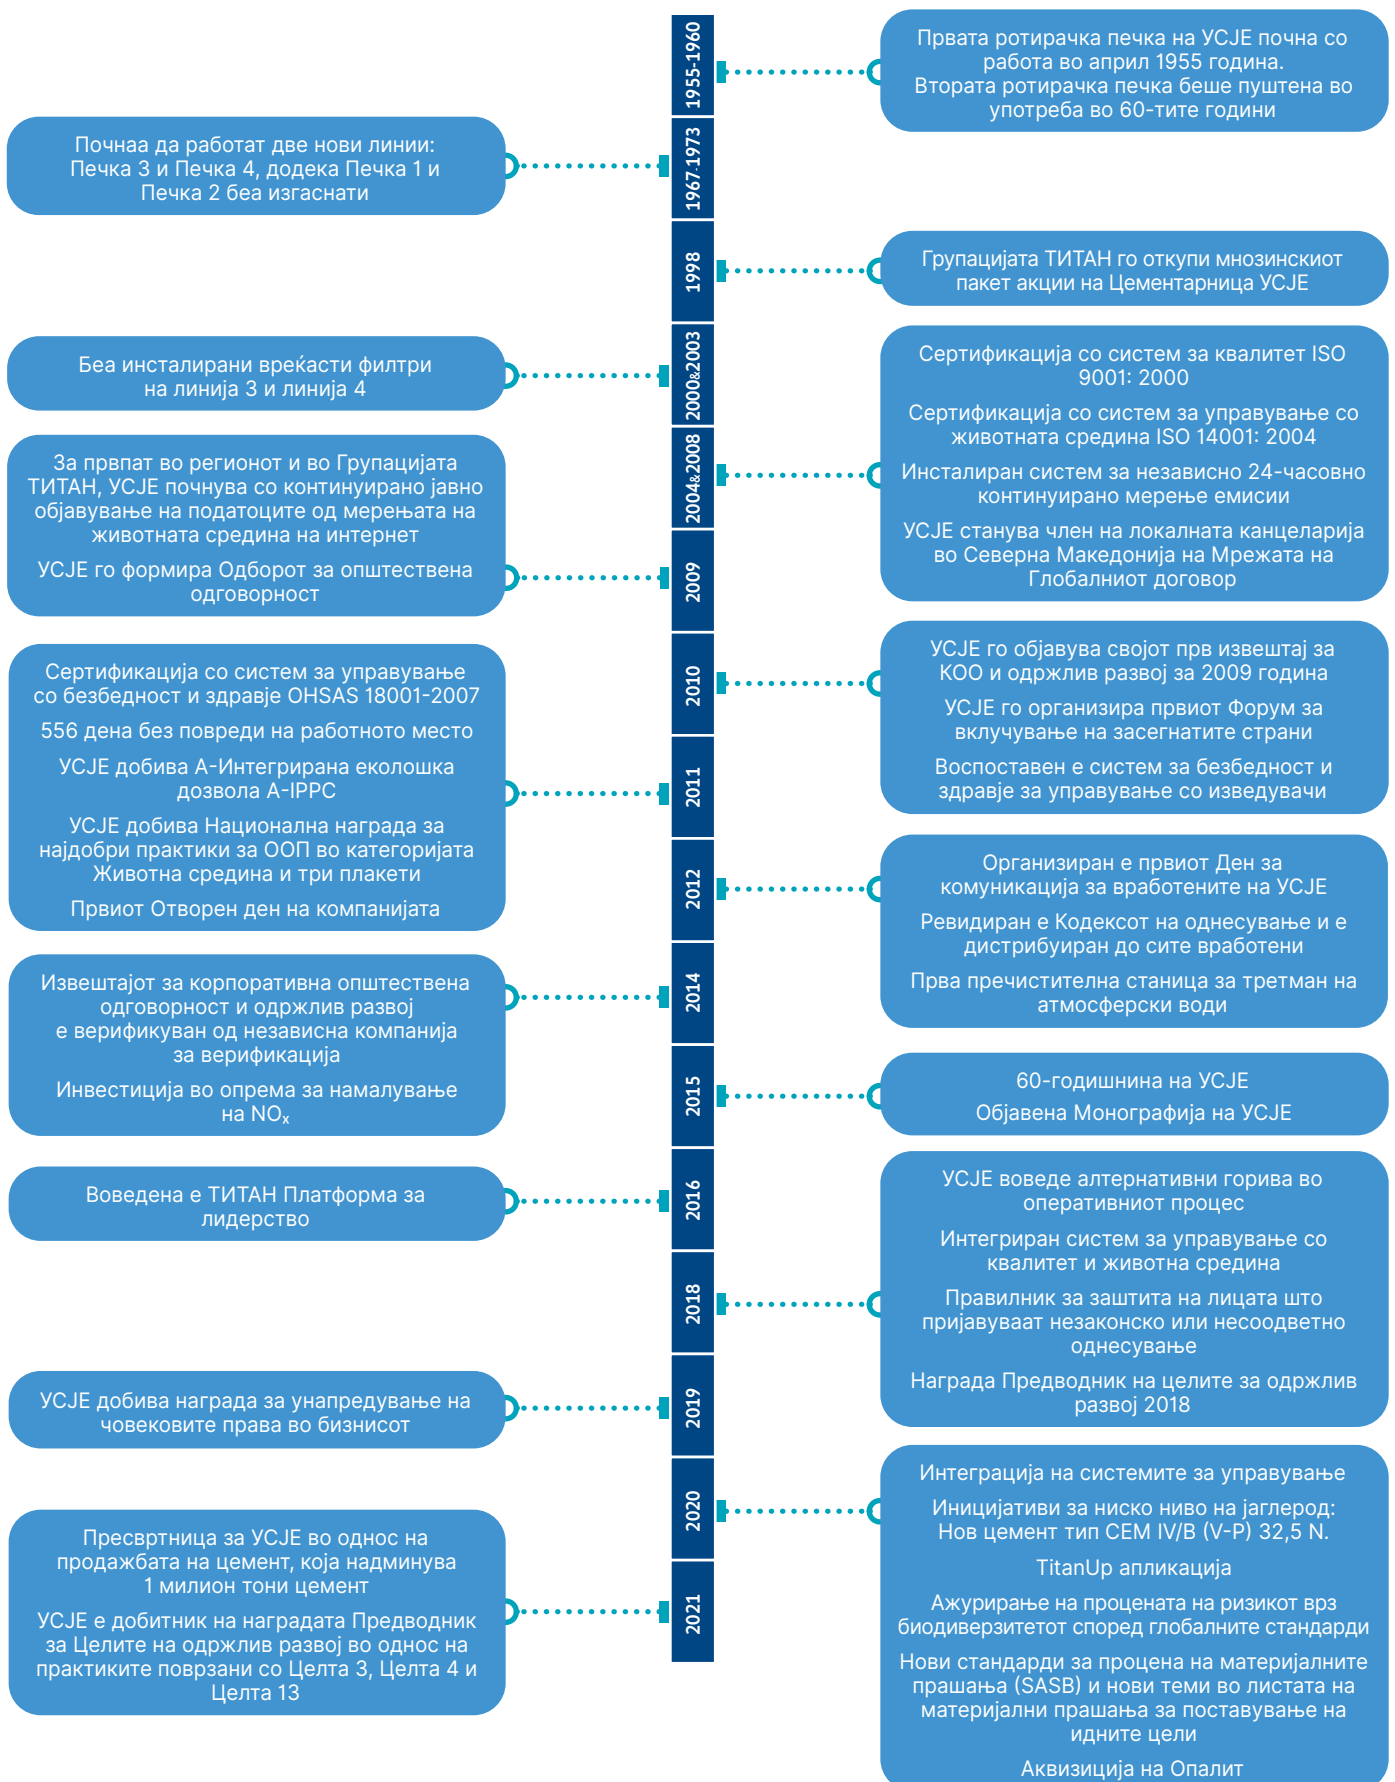 1955-1960
Првата ротирачка печка на УСЈЕ почна со
работа во април 1955 година.
Втората ротирачка печка беше пуштена во
употреба во 60-тите години
1967-1973
Почнаа да работат две нови линии:
Печка 3 и Печка 4, додека Печка 1 и
Печка 2 беа изгаснати
1998
Групацијата ТИТАН го откупи мнозинскиот
пакет акции на Цементарница УСЈЕ
2000&2003
Беа инсталирани вреќасти филтри
на линија 3 и линија 4
2004&2008
Сертификација со систем за квалитет ISO
9001: 2000
Сертификација со систем за управување со
животната средина ISO 14001: 2004
Инсталиран систем за независно 24-часовно
континуирано мерење емисии
УСЈЕ станува член на локалната канцеларија
во Северна Македонија на Мрежата на
Глобалниот договор
2009
За првпат во регионот и во Групацијата
ТИТАН, УСЈЕ почнува со континуирано јавно
објавување на податоците од мерењата на
животната средина на интернет
УСЈЕ го формира Одборот за општествена
одговорност
2010
УСЈЕ го објавува својот прв извештај за
КОО и одржлив развој за 2009 година
УСЈЕ го организира првиот Форум за
вклучување на засегнатите страни
Воспоставен е систем за безбедност и
здравје за управување со изведувачи
2011
Сертификација со систем за управување
со безбедност и здравје OHSAS 18001-2007
556 дена без повреди на работното место
УСЈЕ добива А-Интегрирана еколошка
дозвола A-IPPC
УСЈЕ добива Национална награда за
најдобри практики за ООП во категоријата
Животна средина и три плакети
Првиот Отворен ден на компанијата
2012
Организиран е првиот Ден за
комуникација за вработените на УСЈЕ
Ревидиран е Кодексот на однесување и е
дистрибуиран до сите вработени
Прва пречистителна станица за третман на
атмосферски води
2014
Извештајот за корпоративна општествена
одговорност и одржлив развој
е верификуван од независна компанија
за верификација
Инвестиција во опрема за намалување
на NOₓ
2015
60-годишнина на УСЈЕ
Објавена Монографија на УСЈЕ
2016
Воведена е ТИТАН Платформа за
лидерство
2018
УСЈЕ воведе алтернативни горива во
оперативниот процес
Интегриран систем за управување со
квалитет и животна средина
Правилник за заштита на лицата што
пријавуваат незаконско или несоодветно
однесување
Награда Предводник на целите за одржлив
развој 2018
2019
УСЈЕ добива награда за унапредување на
човековите права во бизнисот
2020
Интеграција на системите за управување
Иницијативи за ниско ниво на јаглерод:
Нов цемент тип CEM IV/B (V-P) 32,5 N.
TitanUp апликација
Ажурирање на процената на ризикот врз
биодиверзитетот според глобалните стандарди
Нови стандарди за процена на материјалните
прашања (SASB) и нови теми во листата на
материјални прашања за поставување на
идните цели
Аквизиција на Опалит
2021
Пресвртница за УСЈЕ во однос на
продажбата на цемент, која надминува
1 милион тони цемент
УСЈЕ е добитник на наградата Предводник
за Целите на одржлив развој во однос на
практиките поврзани со Целта 3, Целта 4 и
Целта 13